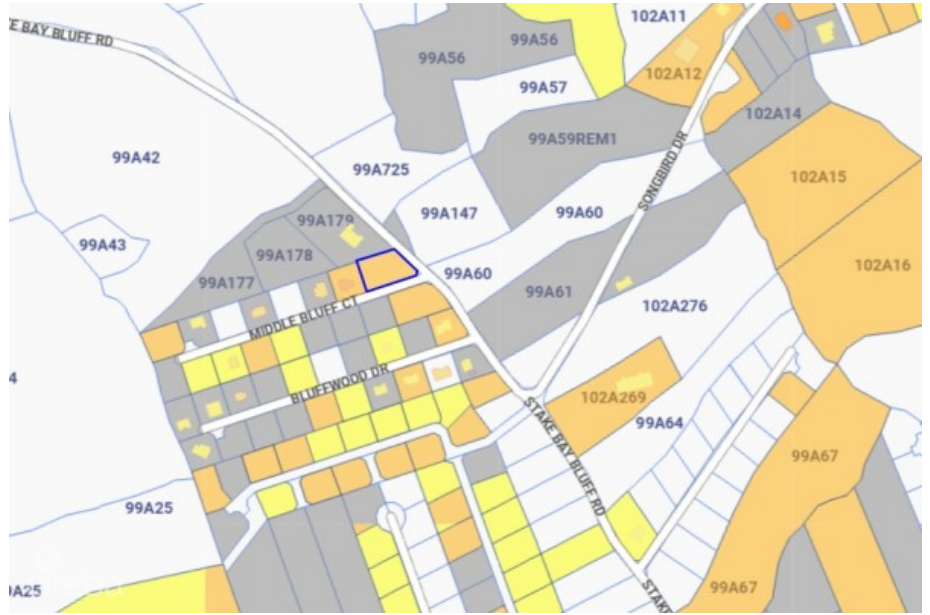 KE BAY BLUFF RD
102A11
99A56
99A56
102A12
99A57
102A14
99A59REM1
99A42
99A725
102A15
SONGBIRD DR
99A179
99A147
99A60
99A43
99A178
99A177
99A60
102A16
99A61
102A276
MIDDLE BLUFF CT
4
BLUFFWOOD DR
102A269
STAKE BAY BLUFF RD
99A64
99A67
99A25
9A25
99A67
STAKE